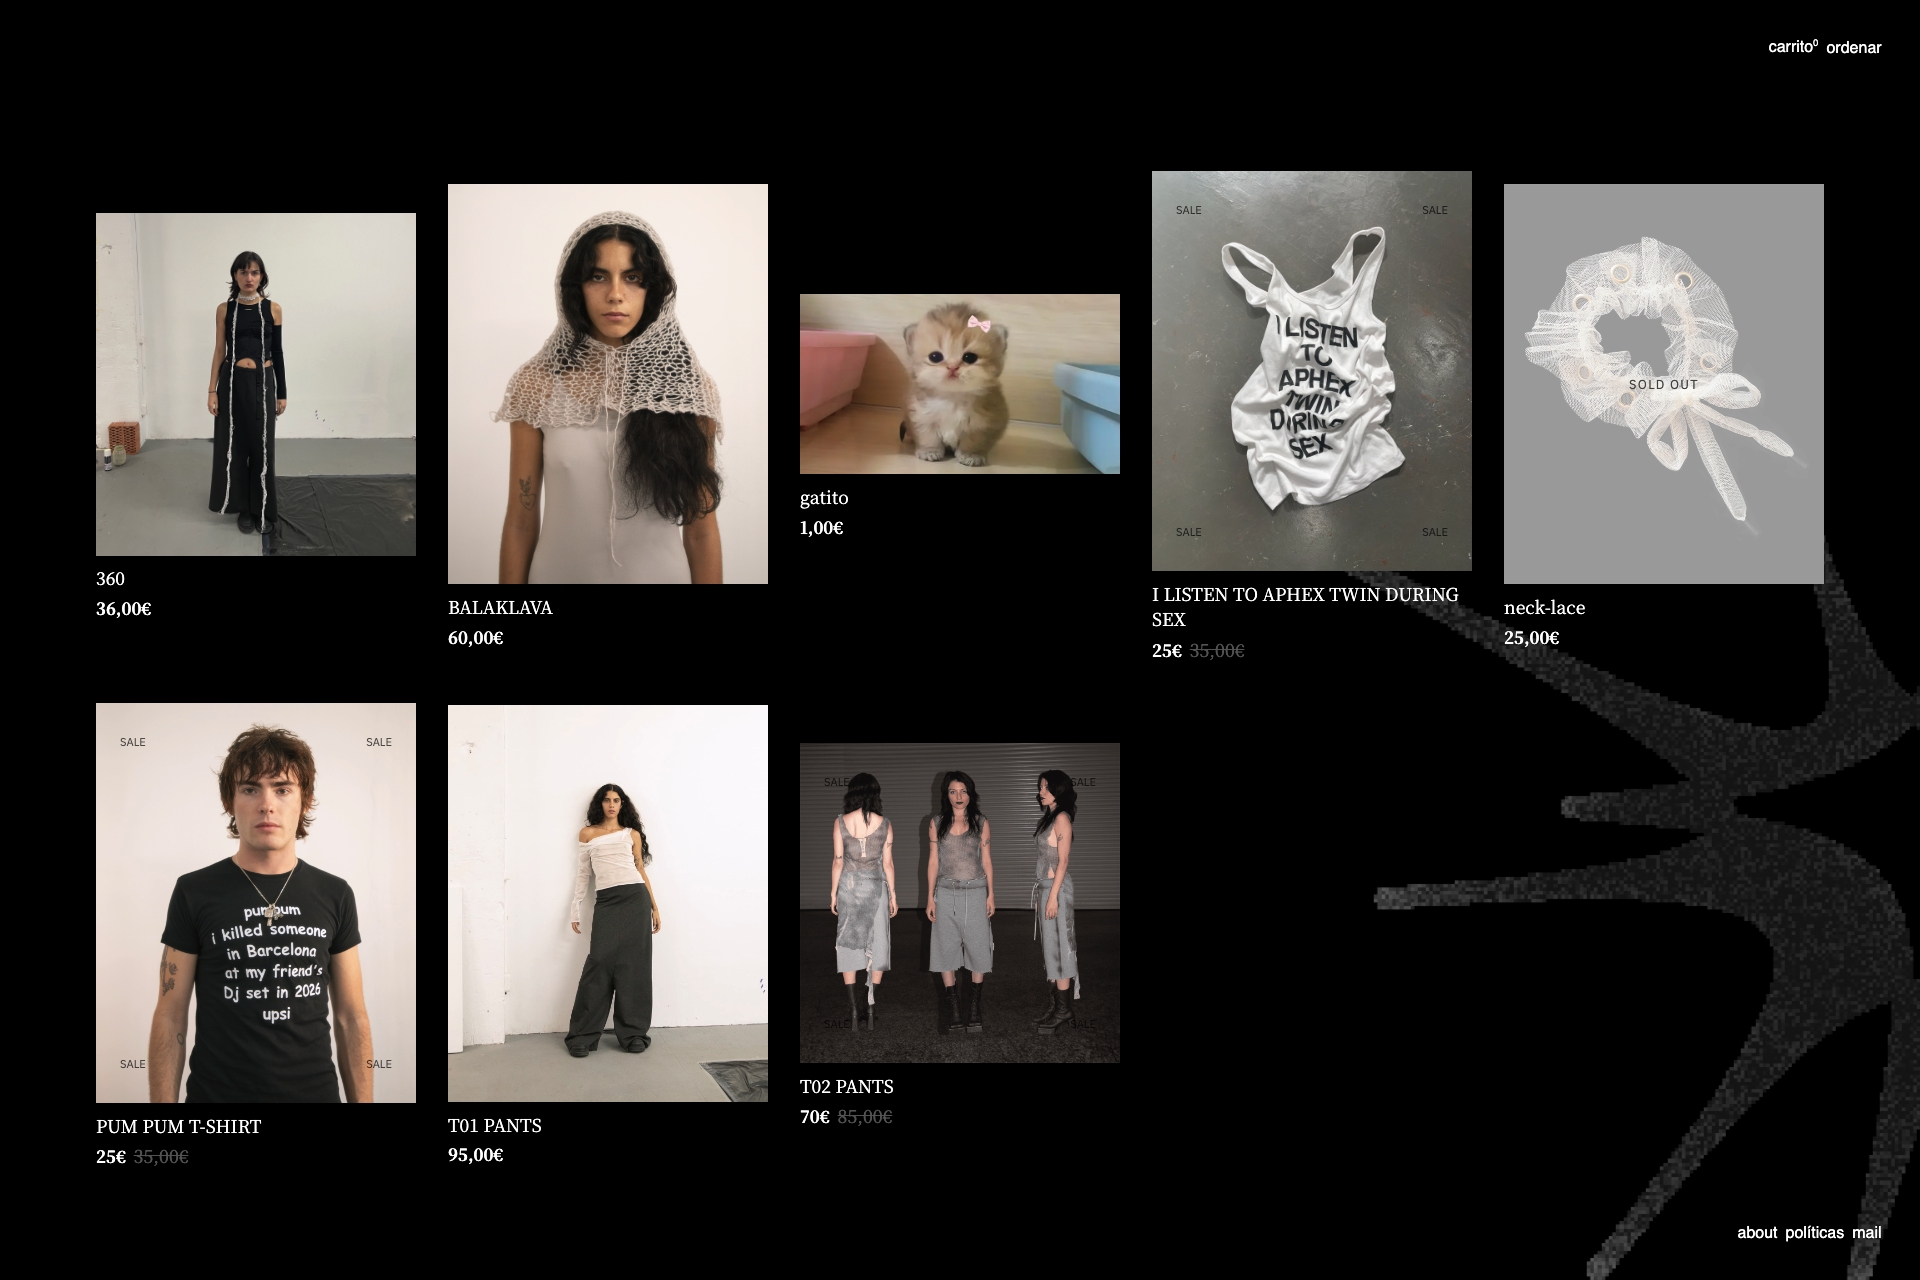 carrito⁰ ordenar
360
36,00€
BALAKLAVA
60,00€
gatito
1,00€
SALE SALE
I LISTEN
TO
APHEX
TWIN
DURING
SEX
SALE SALE
I LISTEN TO APHEX TWIN DURING
SEX
25€ 35,00€
SOLD OUT
neck-lace
25,00€
SALE SALE
pum pum
i killed someone
in Barcelona
at my friend's
Dj set in 2026
upsi
SALE SALE
PUM PUM T-SHIRT
25€ 35,00€
T01 PANTS
95,00€
SALE SALE
SALE SALE
T02 PANTS
70€ 85,00€
about políticas mail